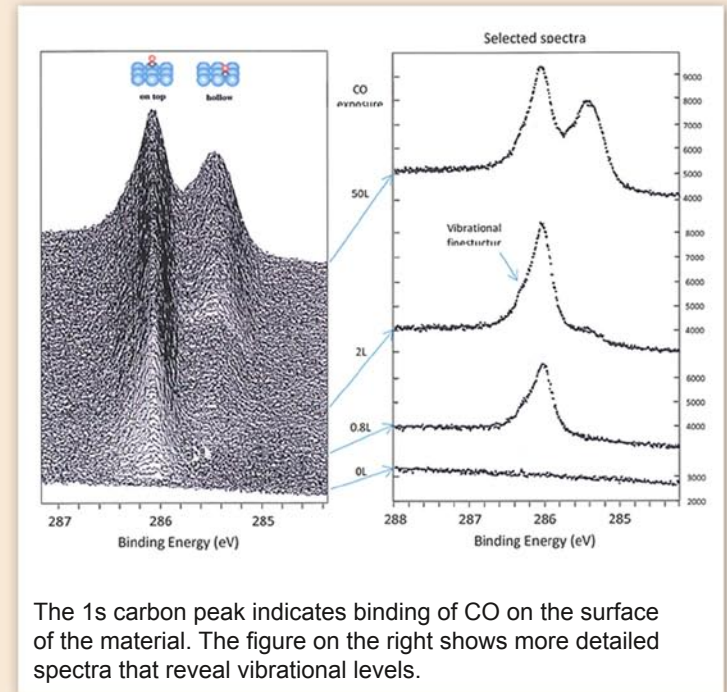 Selected spectra
on top hollow
CO
exposure
50L
2L
0.8L
0L
Vibrational
finestuctur
9000
8000
7000
6000
5000
4000
8000
7000
6000
5000
4000
6000
5000
4000
3000
2000
287 286 285
Binding Energy (eV)
288 287 286 285
Binding Energy (eV)
The 1s carbon peak indicates binding of CO on the surface
of the material. The figure on the right shows more detailed
spectra that reveal vibrational levels.